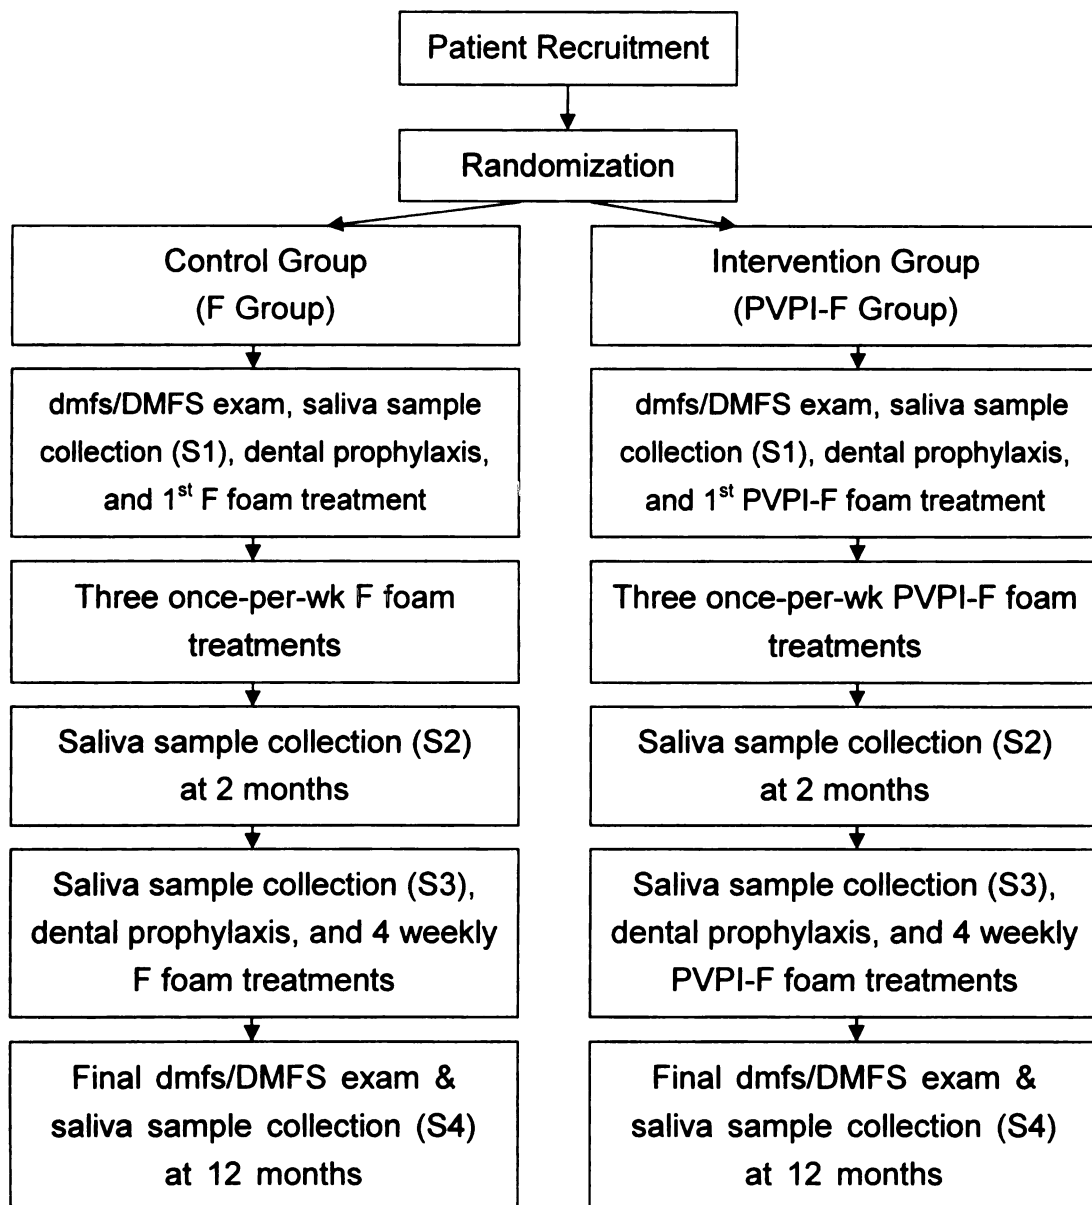 Patient Recruitment
Randomization
Control Group
(F Group)
Intervention Group
(PVPI-F Group)
dmfs/DMFS exam, saliva sample
collection (S1), dental prophylaxis,
and 1st F foam treatment
dmfs/DMFS exam, saliva sample
collection (S1), dental prophylaxis,
and 1st PVPI-F foam treatment
Three once-per-wk F foam
treatments
Three once-per-wk PVPI-F foam
treatments
Saliva sample collection (S2)
at 2 months
Saliva sample collection (S2)
at 2 months
Saliva sample collection (S3),
dental prophylaxis, and 4 weekly
F foam treatments
Saliva sample collection (S3),
dental prophylaxis, and 4 weekly
PVPI-F foam treatments
Final dmfs/DMFS exam &
saliva sample collection (S4)
at 12 months
Final dmfs/DMFS exam &
saliva sample collection (S4)
at 12 months